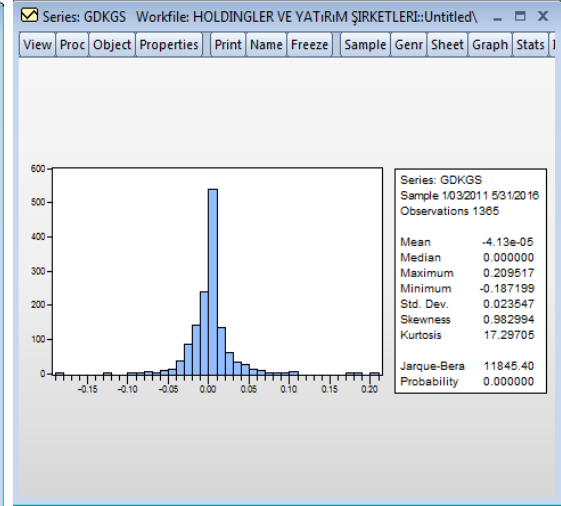 Series: GDKGS Workfile: HOLDINGLER VE YATıRıM ŞIRKETLERI::Untitled\
View Proc Object Properties Print Name Freeze Sample Genr Sheet Graph Stats
600
500
400
300
200
100
0
-0.15 -0.10 -0.05 0.00 0.05 0.10 0.15 0.20
Series: GDKGS
Sample 1/03/2011 5/31/2016
Observations 1365
Mean -4.13e-05
Median 0.000000
Maximum 0.209517
Minimum -0.187199
Std. Dev. 0.023547
Skewness 0.982994
Kurtosis 17.29705
Jarque-Bera 11845.40
Probability 0.000000